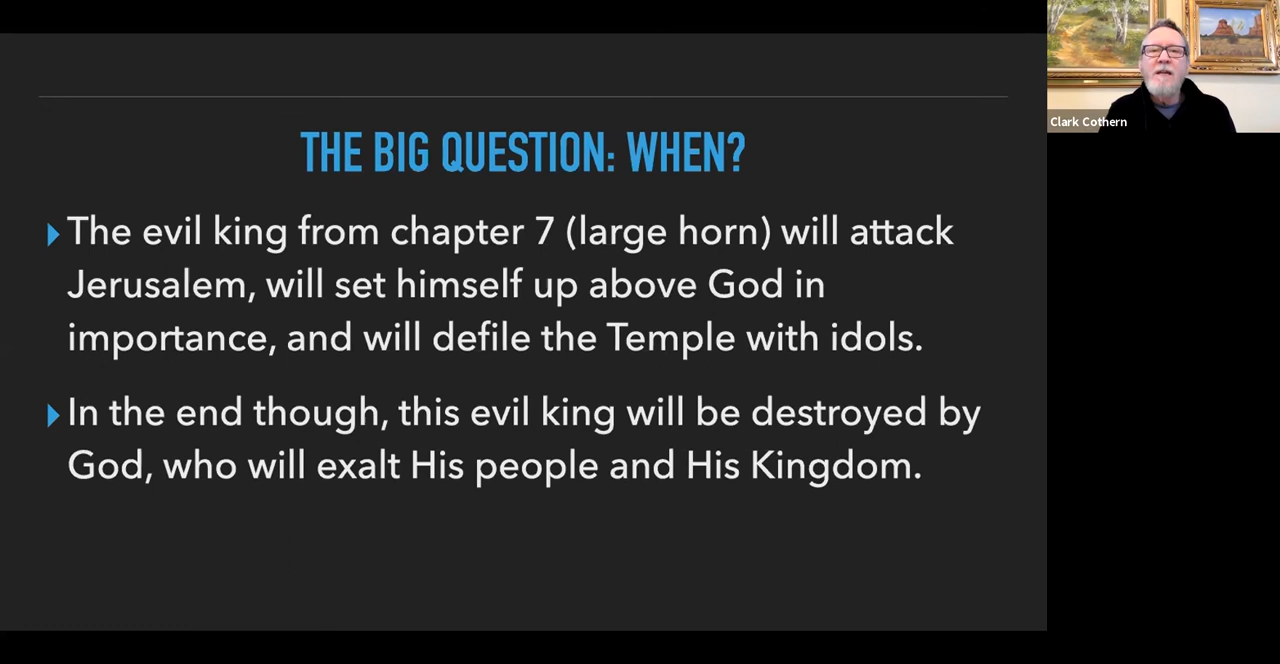 THE BIG QUESTION: WHEN?
The evil king from chapter 7 (large horn) will attack
Jerusalem, will set himself up above God in
importance, and will defile the Temple with idols.
In the end though, this evil king will be destroyed by
God, who will exalt His people and His Kingdom.
Clark Cothern